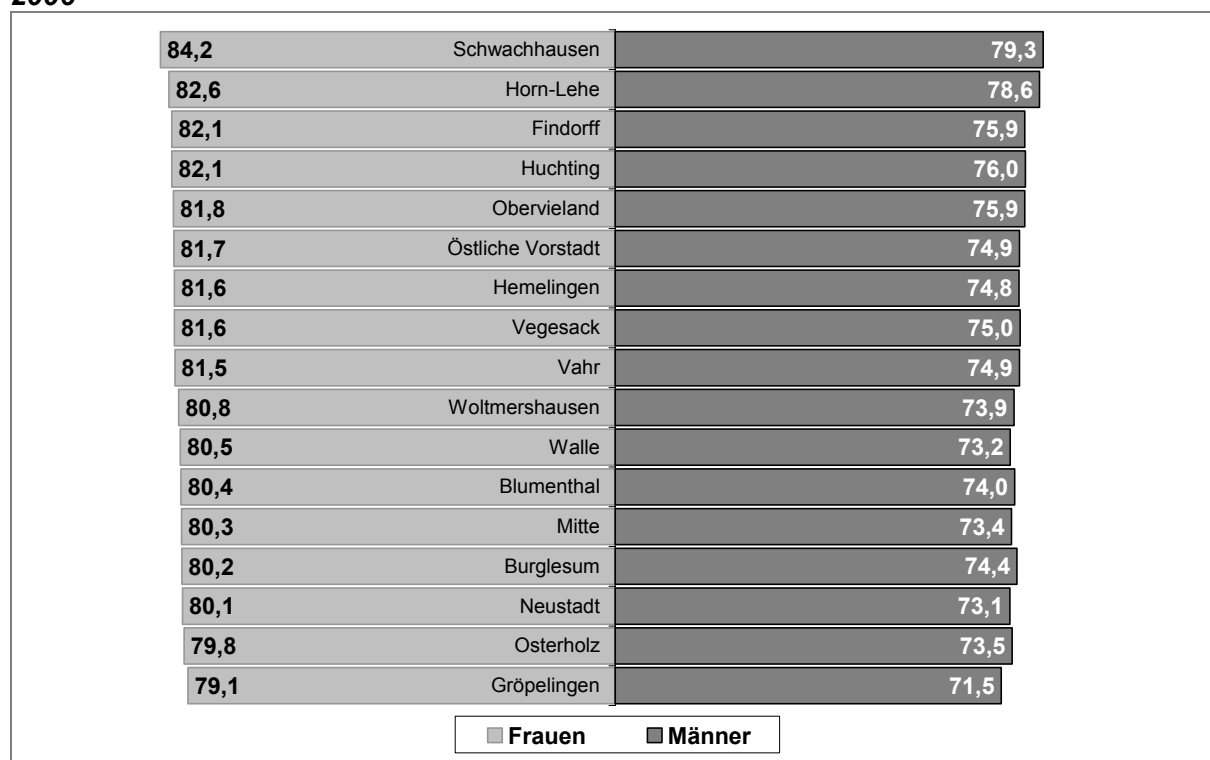 84,2 Schwachhausen 79,3
82,6 Horn-Lehe 78,6
82,1 Findorff 75,9
82,1 Huchting 76,0
81,8 Obervieland 75,9
81,7 Östliche Vorstadt 74,9
81,6 Hemelingen 74,8
81,6 Vegesack 75,0
81,5 Vahr 74,9
80,8 Woltmershausen 73,9
80,5 Walle 73,2
80,4 Blumenthal 74,0
80,3 Mitte 73,4
80,2 Burglesum 74,4
80,1 Neustadt 73,1
79,8 Osterholz 73,5
79,1 Gröpelingen 71,5
Frauen Männer